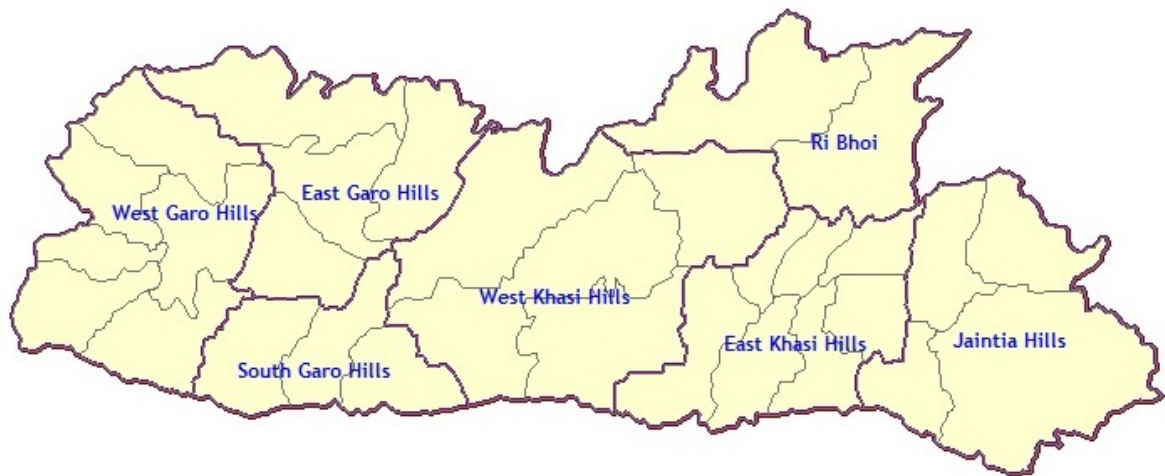 Ri Bhoi
East Garo Hills
West Garo Hills
West Khasi Hills
East Khasi Hills
Jaintia Hills
South Garo Hills